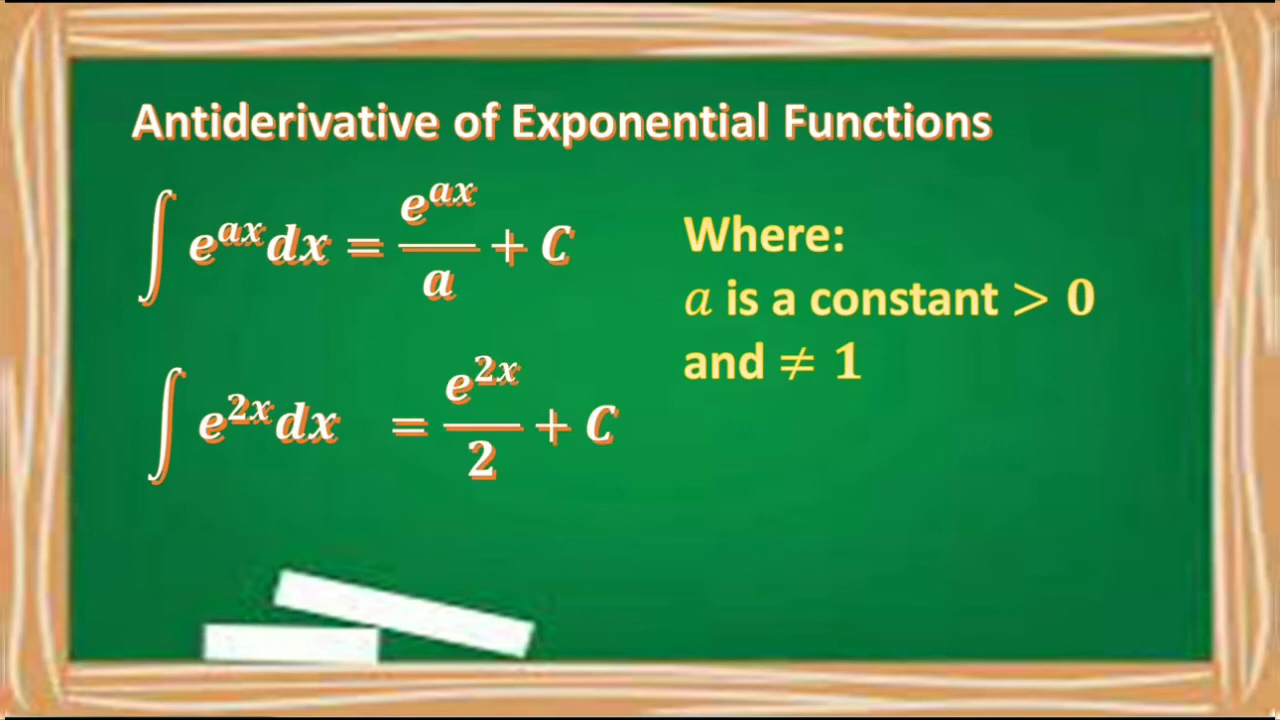 Antiderivative of Exponential Functions
∫ e^{ax} dx = e^{ax}/a + C
Where:
a is a constant > 0
and ≠ 1
∫ e^{2x} dx = e^{2x}/2 + C